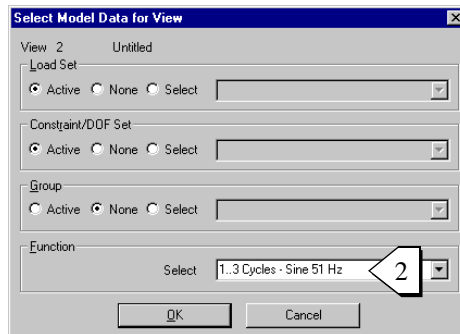 Select Model Data for View
View 2 Untitled
Load Set
Active None Select
Constraint/DOF Set
Active None Select
Group
Active None Select
Function
Select 1..3 Cycles - Sine 51 Hz 2
OK Cancel